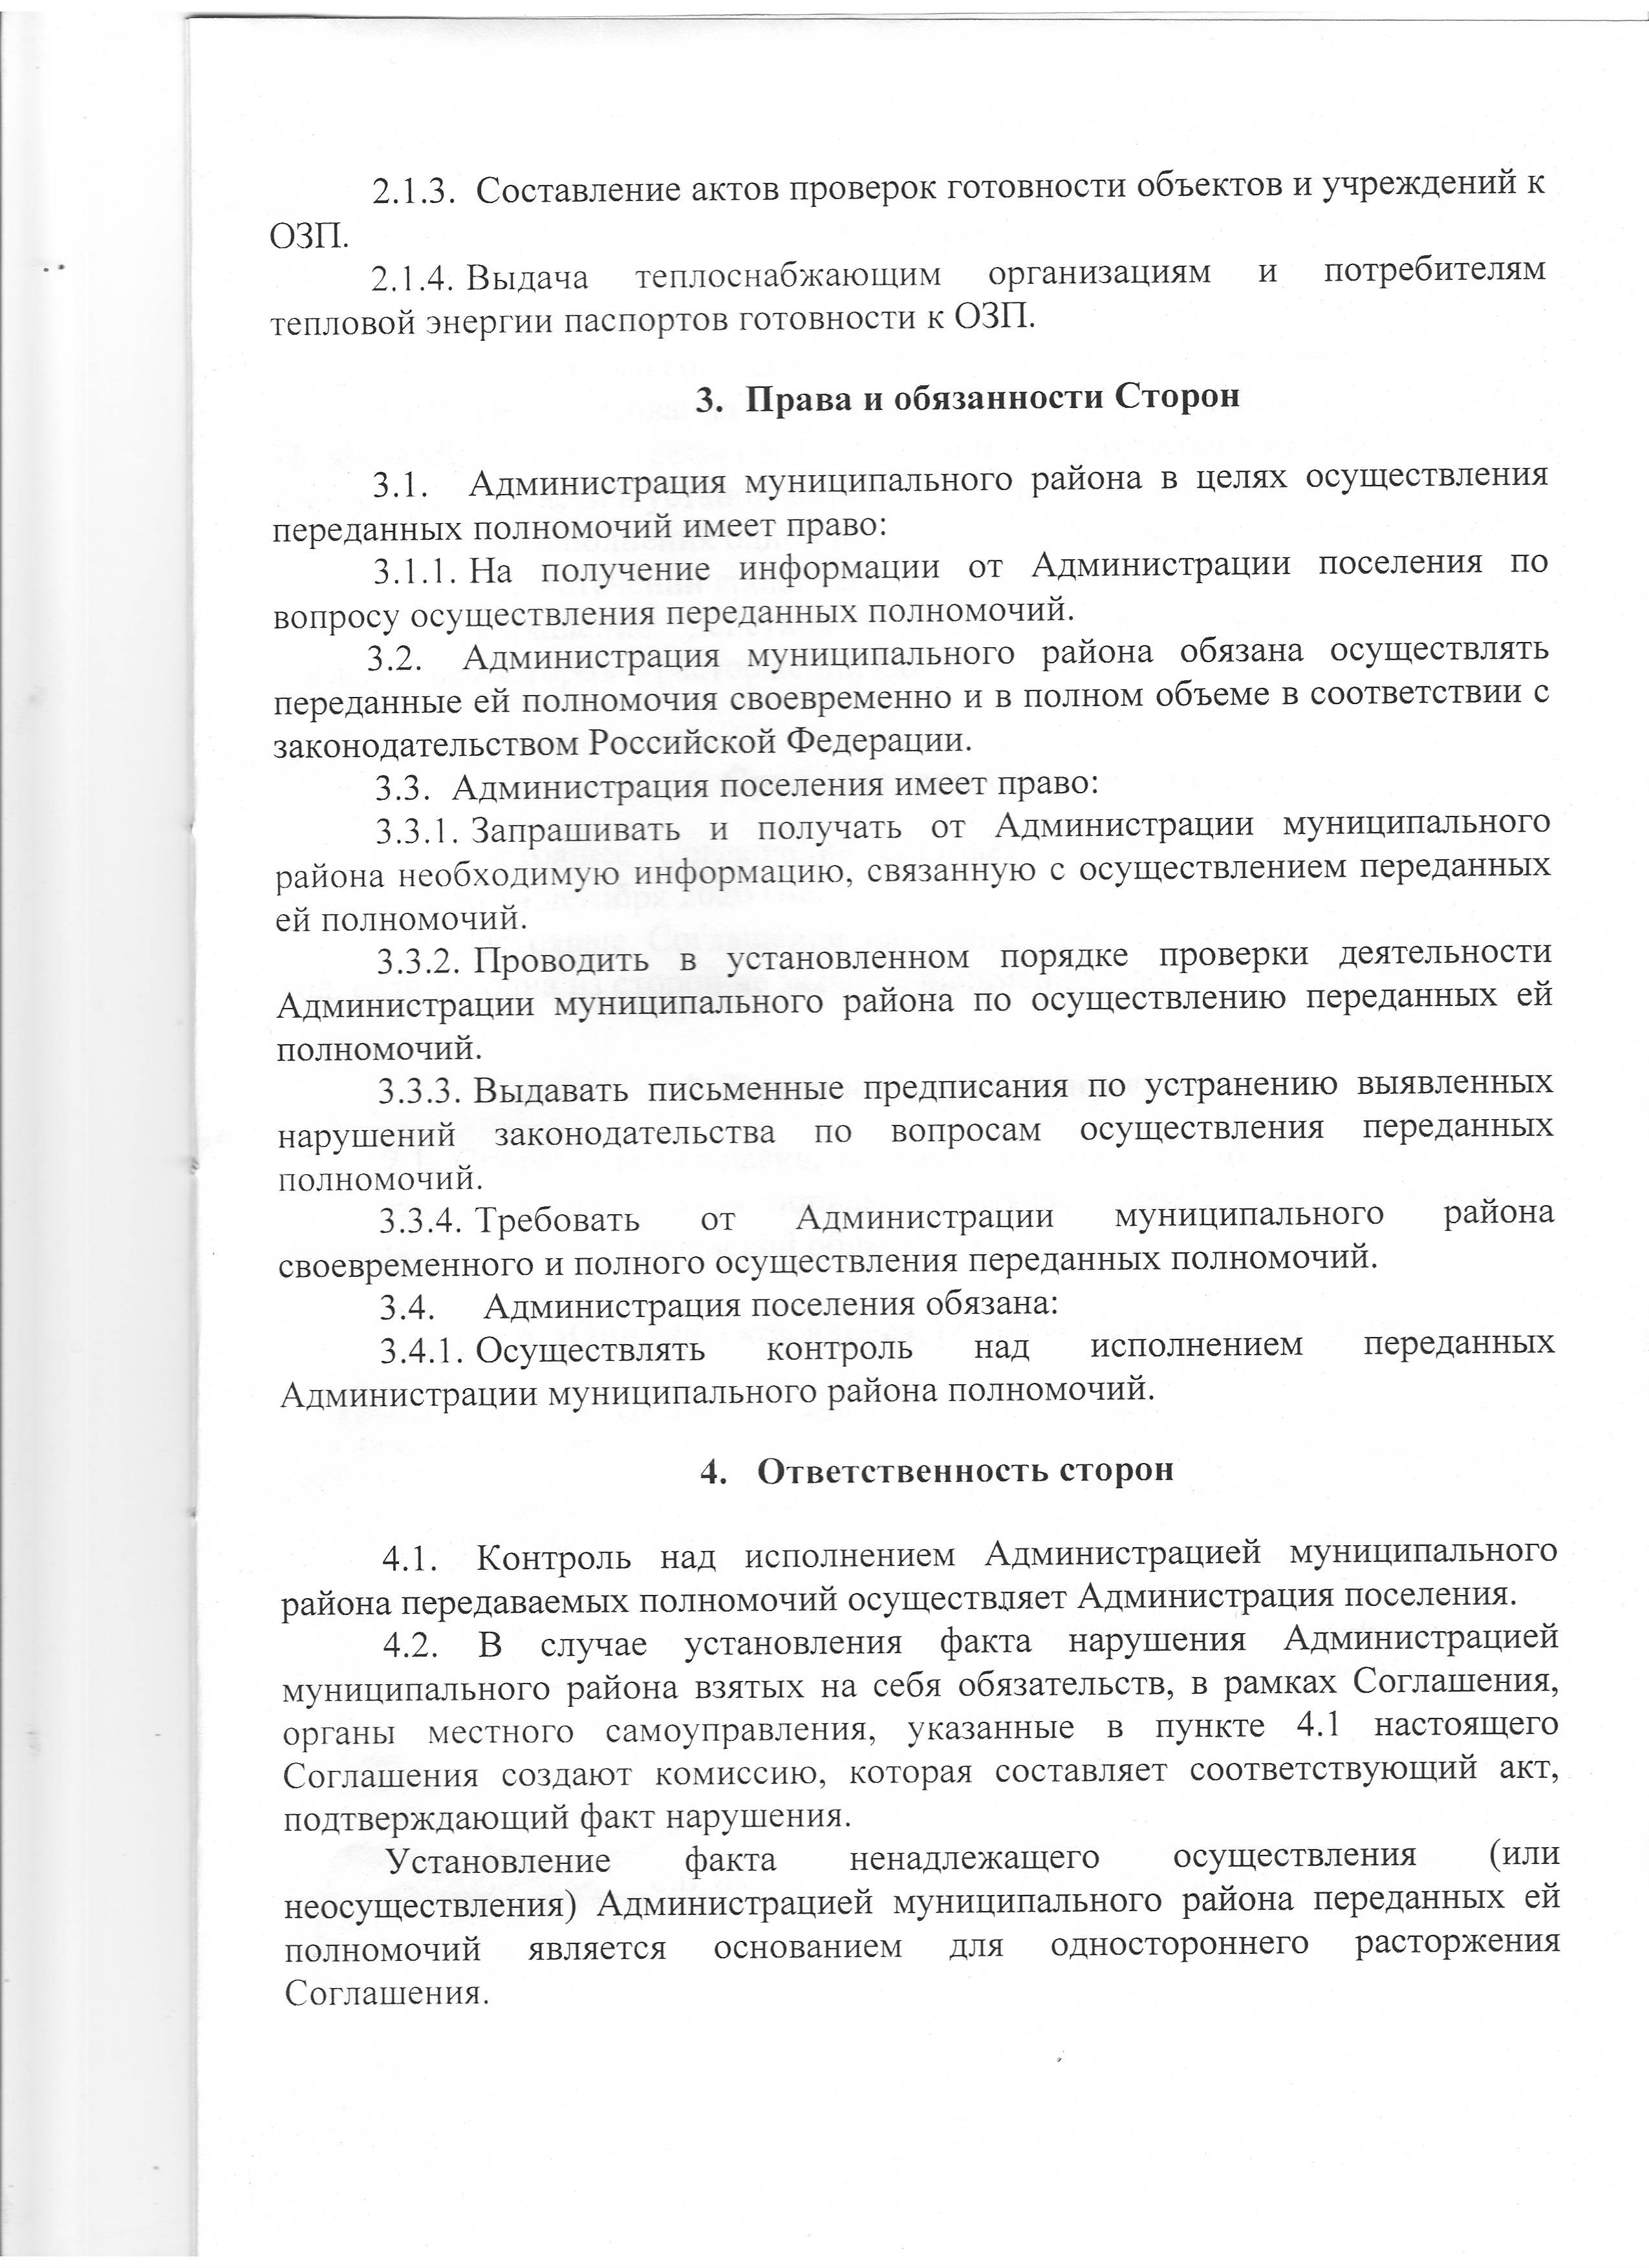 2.1.3. Составление актов проверок готовности объектов и учреждений к
ОЗП.
2.1.4. Выдача теплоснабжающим организациям и потребителям
тепловой энергии паспортов готовности к ОЗП.
3. Права и обязанности Сторон
3.1. Администрация муниципального района в целях осуществления
переданных полномочий имеет право:
3.1.1. На получение информации от Администрации поселения по
вопросу осуществления переданных полномочий.
3.2. Администрация муниципального района обязана осуществлять
переданные ей полномочия своевременно и в полном объеме в соответствии с
законодательством Российской Федерации.
3.3. Администрация поселения имеет право:
3.3.1. Запрашивать и получать от Администрации муниципального
района необходимую информацию, связанную с осуществлением переданных
ей полномочий.
3.3.2. Проводить в установленном порядке проверки деятельности
Администрации муниципального района по осуществлению переданных ей
полномочий.
3.3.3. Выдавать письменные предписания по устранению выявленных
нарушений законодательства по вопросам осуществления переданных
полномочий.
3.3.4. Требовать от Администрации муниципального района
своевременного и полного осуществления переданных полномочий.
3.4. Администрация поселения обязана:
3.4.1. Осуществлять контроль над исполнением переданных
Администрации муниципального района полномочий.
4. Ответственность сторон
4.1. Контроль над исполнением Администрацией муниципального
района передаваемых полномочий осуществляет Администрация поселения.
4.2. В случае установления факта нарушения Администрацией
муниципального района взятых на себя обязательств, в рамках Соглашения,
органы местного самоуправления, указанные в пункте 4.1 настоящего
Соглашения создают комиссию, которая составляет соответствующий акт,
подтверждающий факт нарушения.
Установление факта ненадлежащего осуществления (или
неосуществления) Администрацией муниципального района переданных ей
полномочий является основанием для одностороннего расторжения
Соглашения.